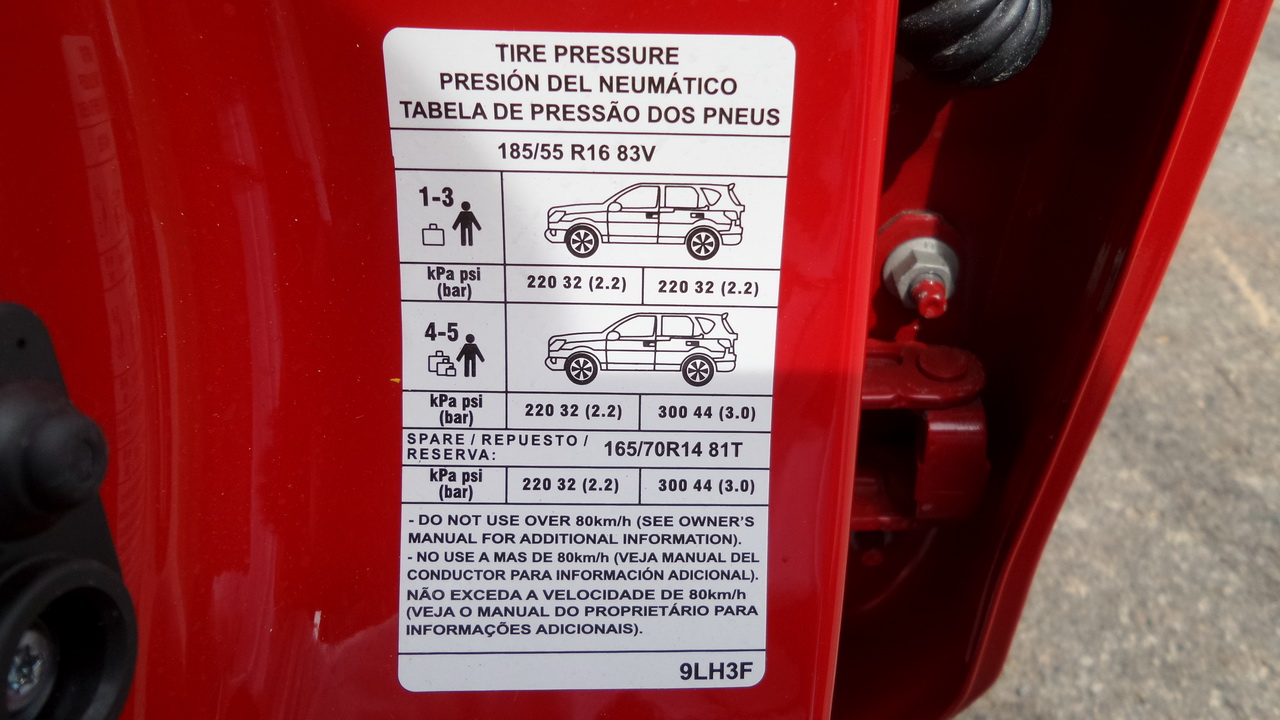 TIRE PRESSURE
PRESIÓN DEL NEUMÁTICO
TABELA DE PRESSÃO DOS PNEUS
185/55 R16 83V
1-3
kPa psi (bar) 220 32 (2.2) 220 32 (2.2)
4-5
kPa psi (bar) 220 32 (2.2) 300 44 (3.0)
SPARE / REPUESTO /
RESERVA: 165/70R14 81T
kPa psi (bar) 220 32 (2.2) 300 44 (3.0)
- DO NOT USE OVER 80km/h (SEE OWNER'S
MANUAL FOR ADDITIONAL INFORMATION).
- NO USE A MAS DE 80km/h (VEJA MANUAL DEL
CONDUCTOR PARA INFORMACIÓN ADICIONAL).
NÃO EXCEDA A VELOCIDADE DE 80km/h
(VEJA O MANUAL DO PROPRIETÁRIO PARA
INFORMAÇÕES ADICIONAIS).
9LH3F